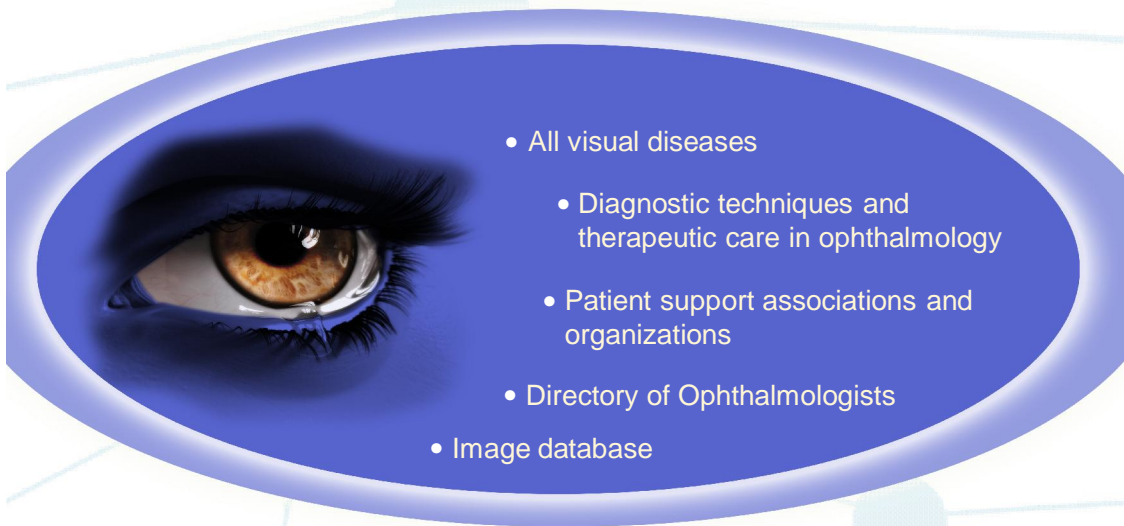 • All visual diseases
• Diagnostic techniques and
therapeutic care in ophthalmology
• Patient support associations and
organizations
• Directory of Ophthalmologists
• Image database